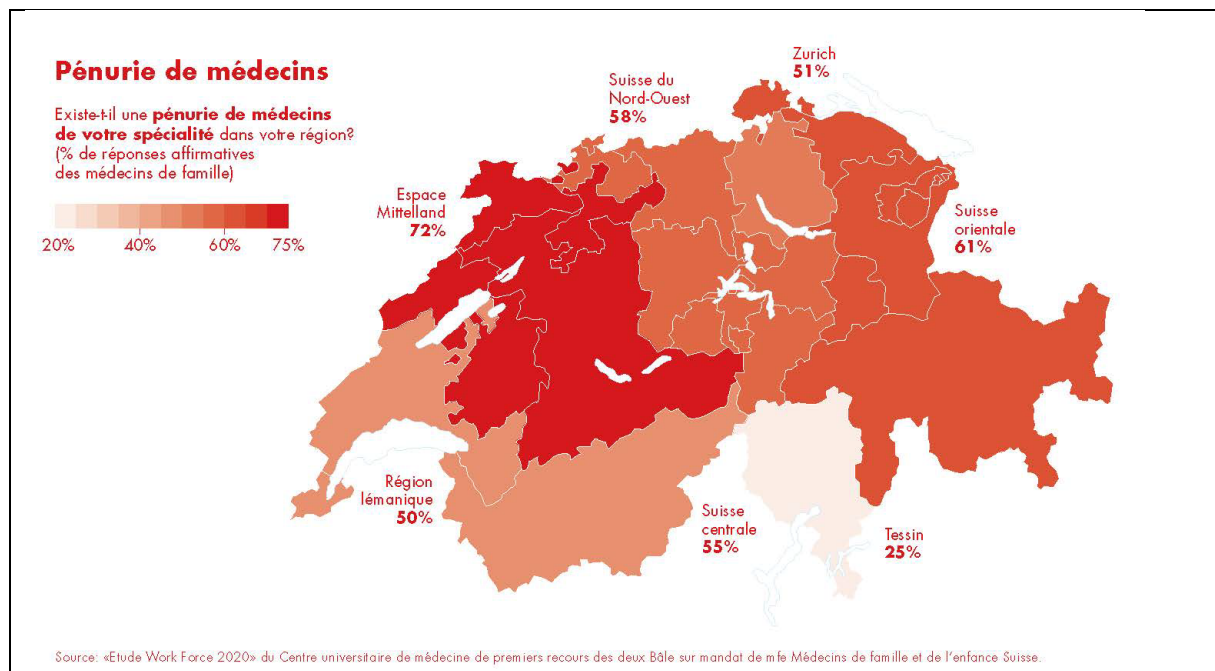 Pénurie de médecins
Existe-t-il une pénurie de médecins
de votre spécialité dans votre région?
(% de réponses affirmatives
des médecins de famille)
20% 40% 60% 75%
Zurich
51%
Suisse du
Nord-Ouest
58%
Espace
Mittelland
72%
Suisse
orientale
61%
Région
lémanique
50%
Suisse
centrale
55%
Tessin
25%
Source: «Etude Work Force 2020» du Centre universitaire de médecine de premiers recours des deux Bâle sur mandat de mfe Médecins de famille et de l'enfance Suisse.